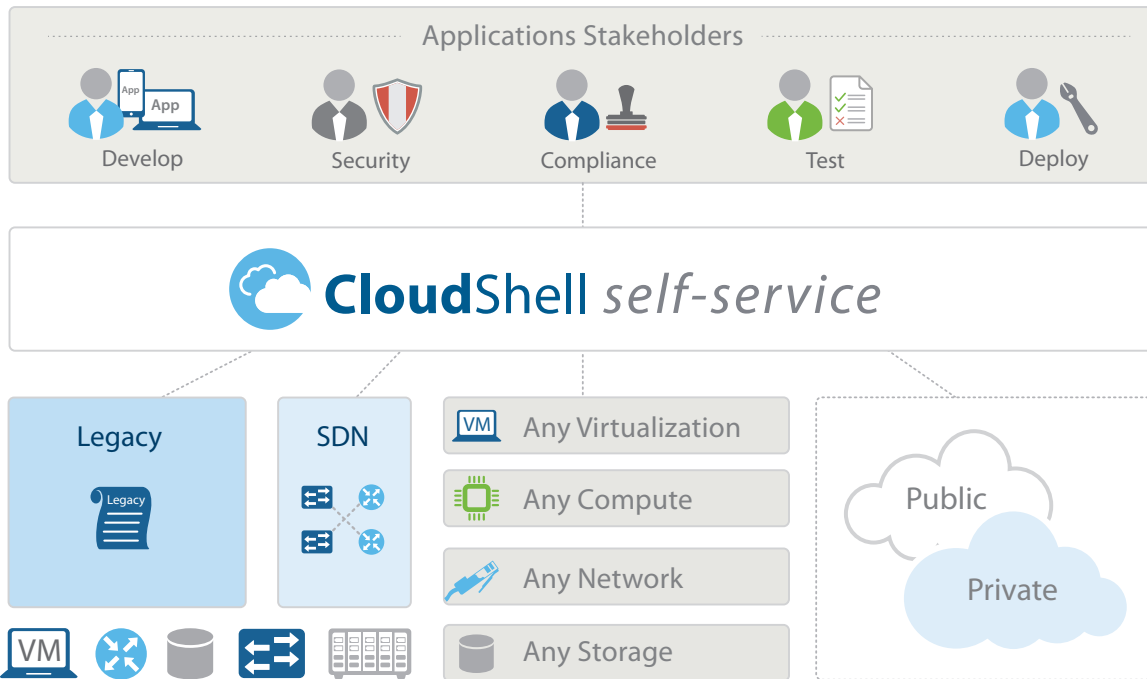 Applications Stakeholders
App
App
Develop
Security
Compliance
Test
Deploy
CloudShell self-service
Legacy
Legacy
SDN
VM
Any Virtualization
Any Compute
Any Network
Any Storage
Public
Private
VM